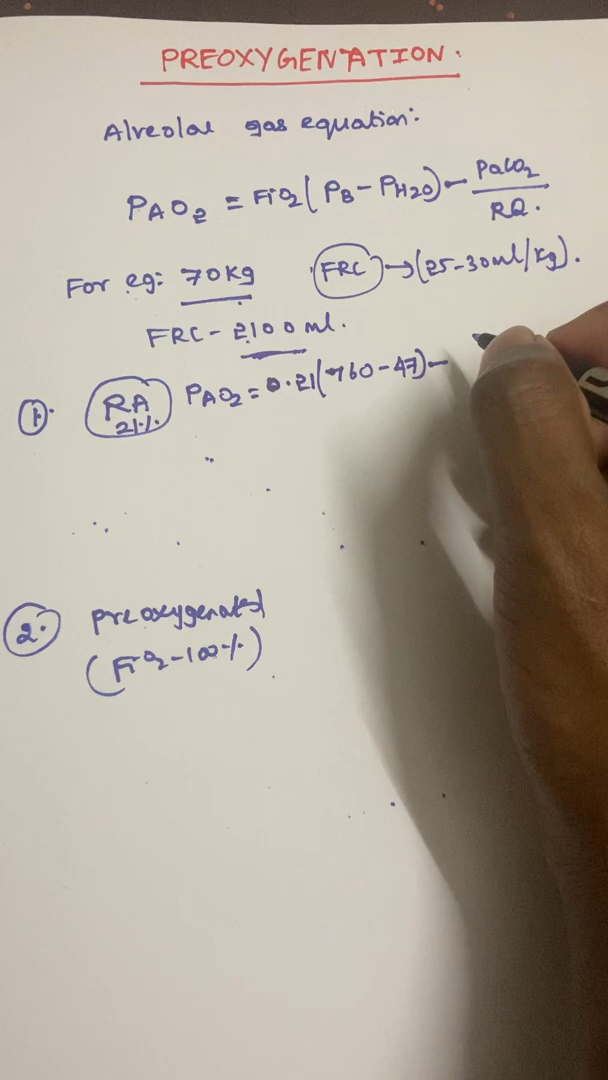 PREOXYGENATION.
Alveolar gas equation:
PAO2 = FiO2 (PB - PH2O) - PaCO2 / RQ.
For eg: 70kg FRC → (25-30ml/kg).
FRC - 2100 ml.
1. RA 21% PAO2 = 0.21 (760 - 47) -
2. preoxygenated
(FiO2 - 100%)